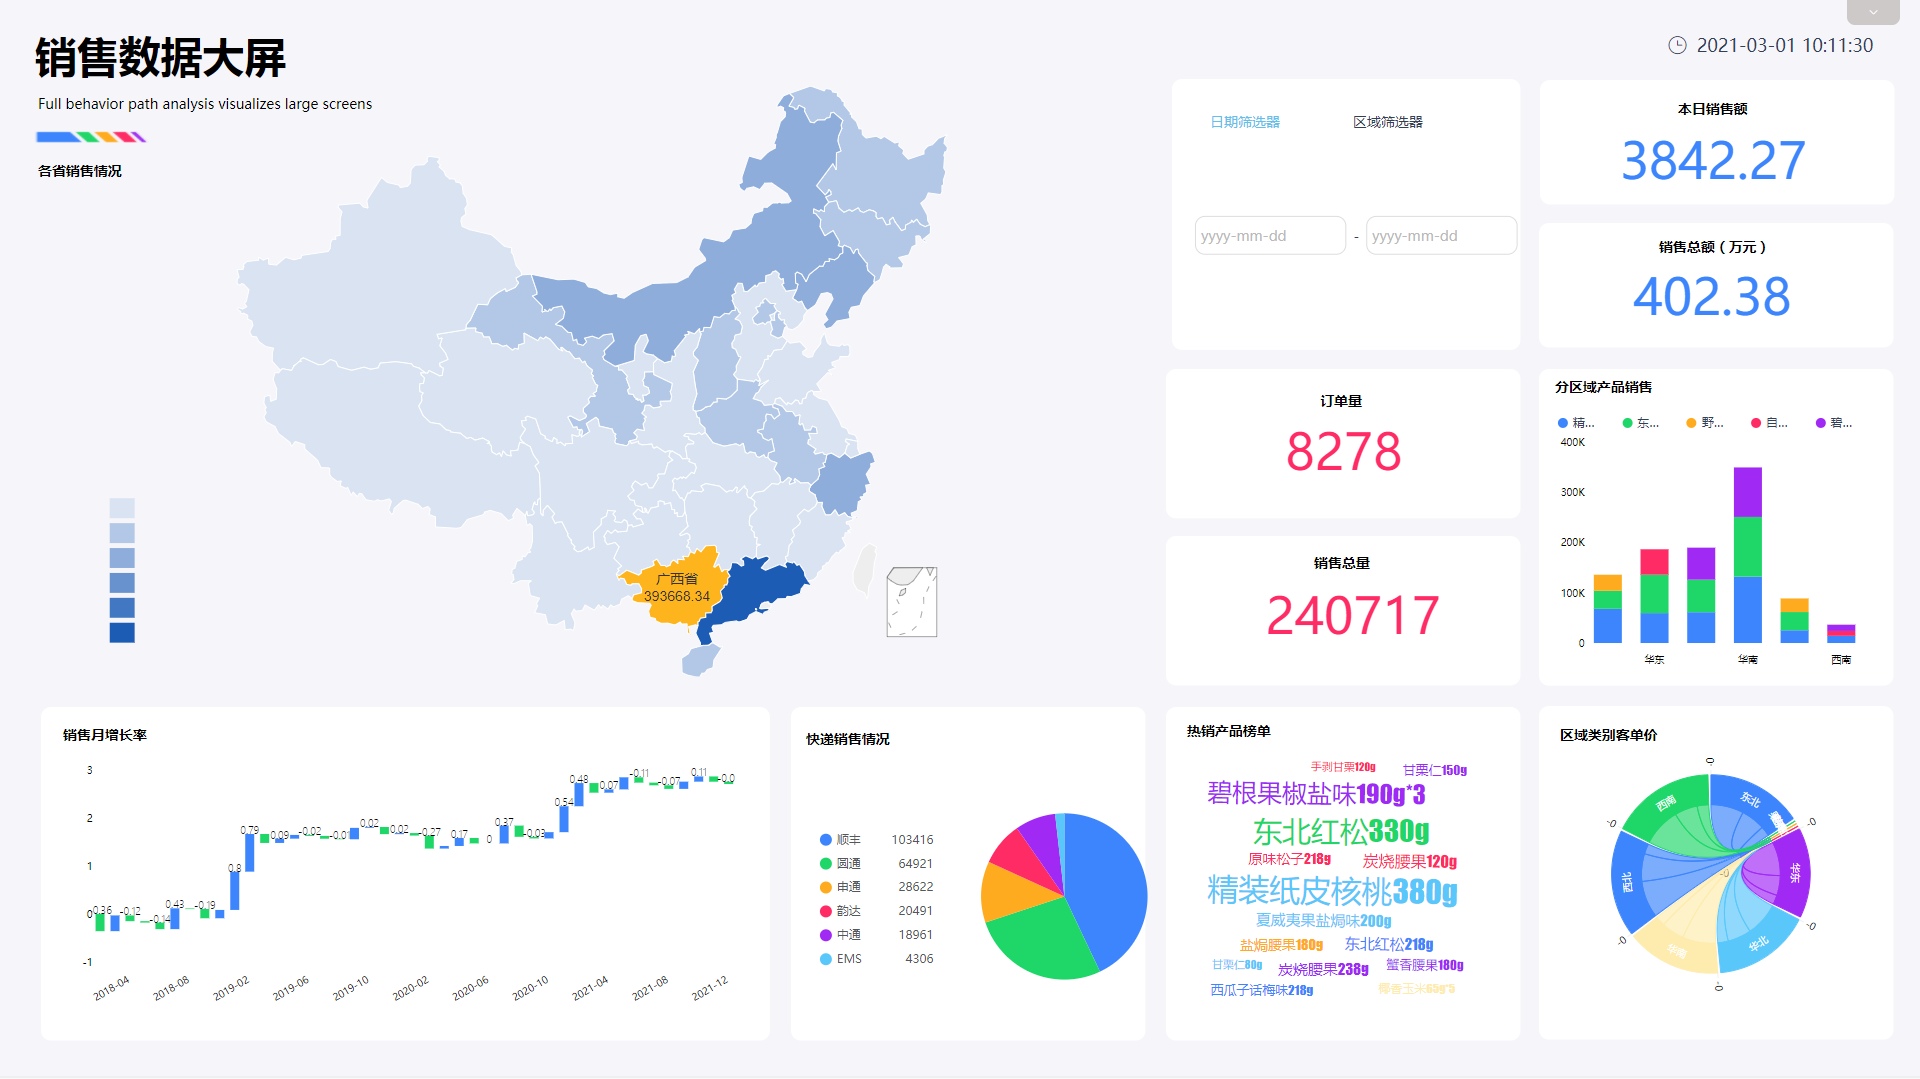 销售数据大屏
2021-03-01 10:11:30
Full behavior path analysis visualizes large screens
各省销售情况
广西省
393668.34
日期筛选器 区域筛选器
yyyy-mm-dd - yyyy-mm-dd
本日销售额
3842.27
销售总额（万元）
402.38
订单量
8278
销售总量
240717
分区域产品销售
精... 东... 野... 自... 碧...
400K
300K
200K
100K
0
华东 华南 西南
销售月增长率
3
2
1
0
-1
0.36 -0.12 -0.14 0.43 -0.19 0.8 0.79 0.09 -0.02 -0.01 0.02 0.02 -0.27 0.17 0 0.37 -0.03 0.54 0.48 0.07 -0.11 -0.07 0.11 -0.0
2018-04 2018-08 2019-02 2019-06 2019-10 2020-02 2020-06 2020-10 2021-04 2021-08 2021-12
快递销售情况
顺丰 103416
圆通 64921
申通 28622
韵达 20491
中通 18961
EMS 4306
热销产品榜单
手剥甘栗120g 甘栗仁150g
碧根果椒盐味190g*3
东北红松330g
原味松子218g 炭烧腰果120g
精装纸皮核桃380g
夏威夷果盐焗味200g
盐焗腰果180g 东北红松218g
甘栗仁80g 炭烧腰果238g 蟹香腰果180g
西瓜子话梅味218g 椰香玉米65g*5
区域类别客单价
西南 东北
西北 华东
华南 华北
-0 -0 -0 -0 -0 -0 -0